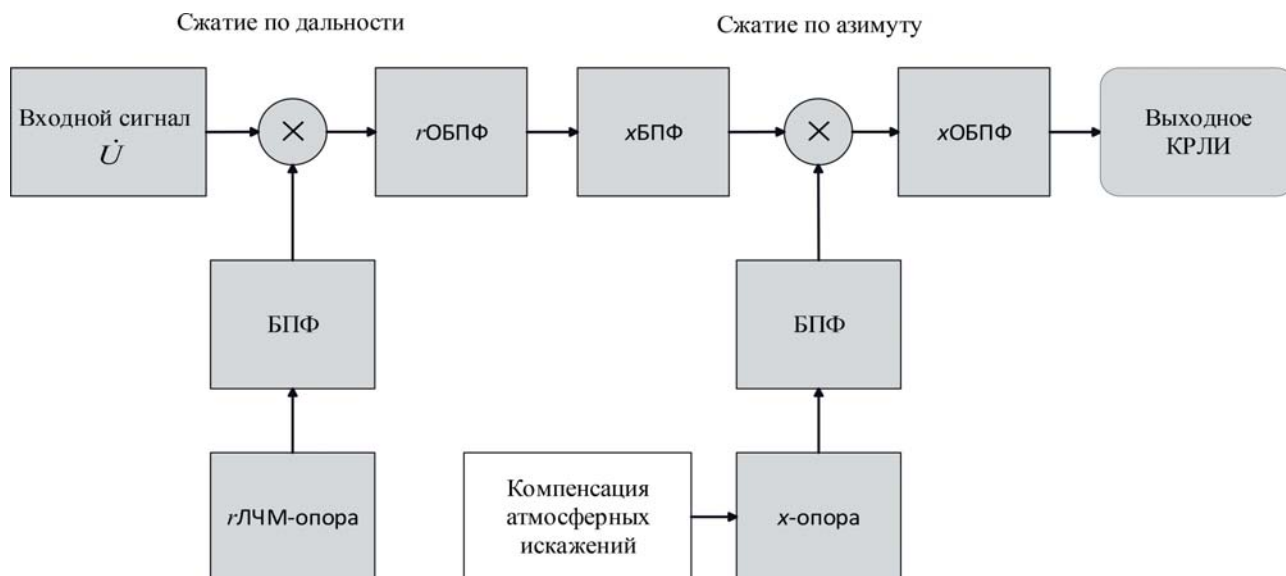 Сжатие по дальности
Сжатие по азимуту
Входной сигнал
U̇
×
rОБПФ
xБПФ
×
xОБПФ
Выходное
КРЛИ
БПФ
БПФ
rЛЧМ-опора
Компенсация
атмосферных
искажений
x-опора